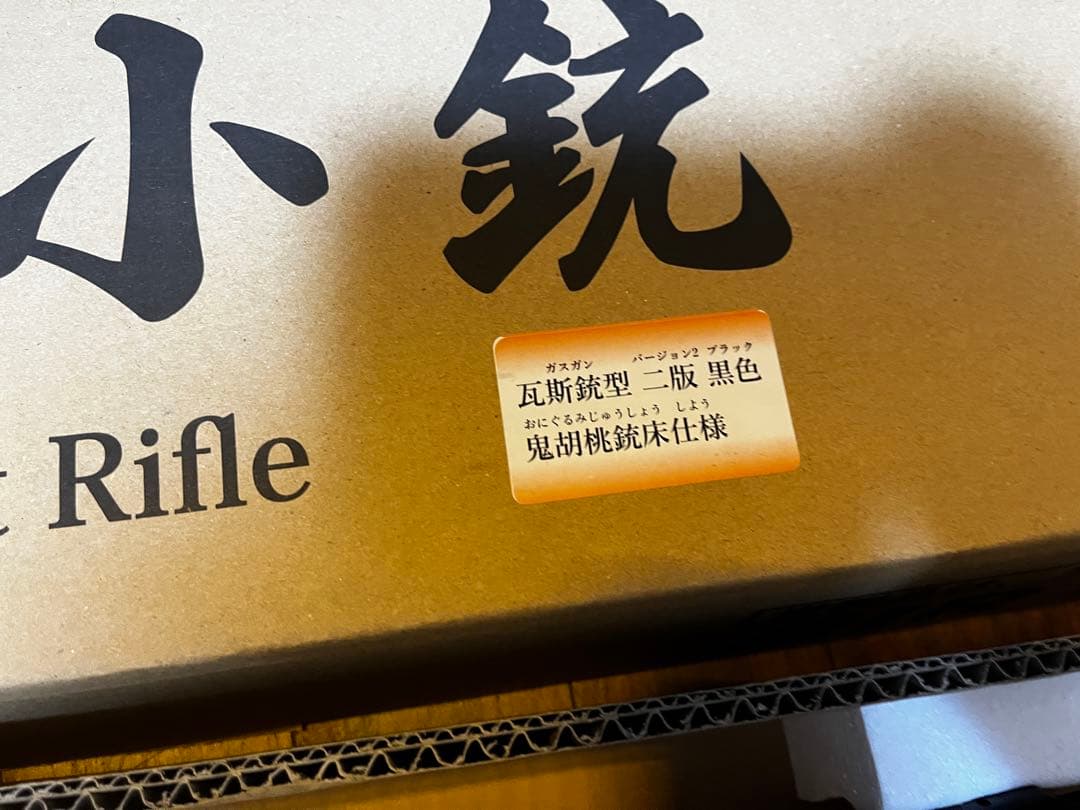 小銃
t Rifle
ガスガン バージョン2 ブラック
瓦斯銃型 二版 黒色
おにぐるみじゅうしょう しよう
鬼胡桃銃床仕様